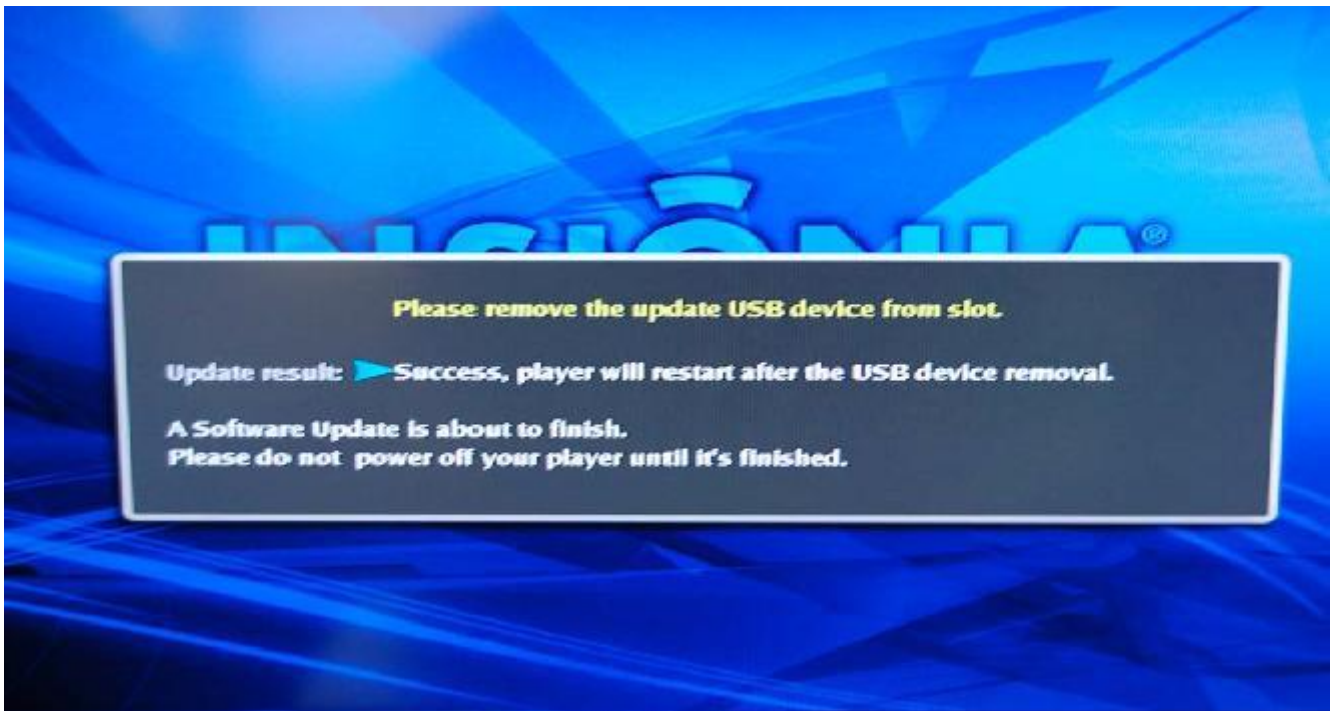 INSIGNIA®
Please remove the update USB device from slot.
Update result: Success, player will restart after the USB device removal.
A Software Update is about to finish.
Please do not power off your player until it's finished.